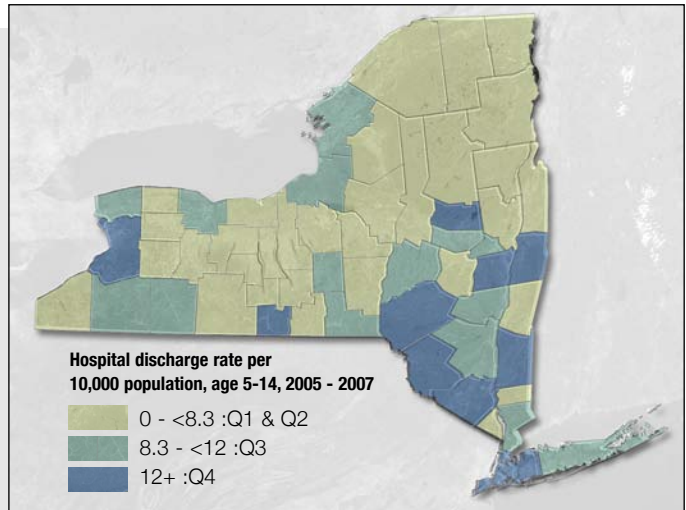 Hospital discharge rate per
10,000 population, age 5-14, 2005 - 2007
0 - <8.3 :Q1 & Q2
8.3 - <12 :Q3
12+ :Q4